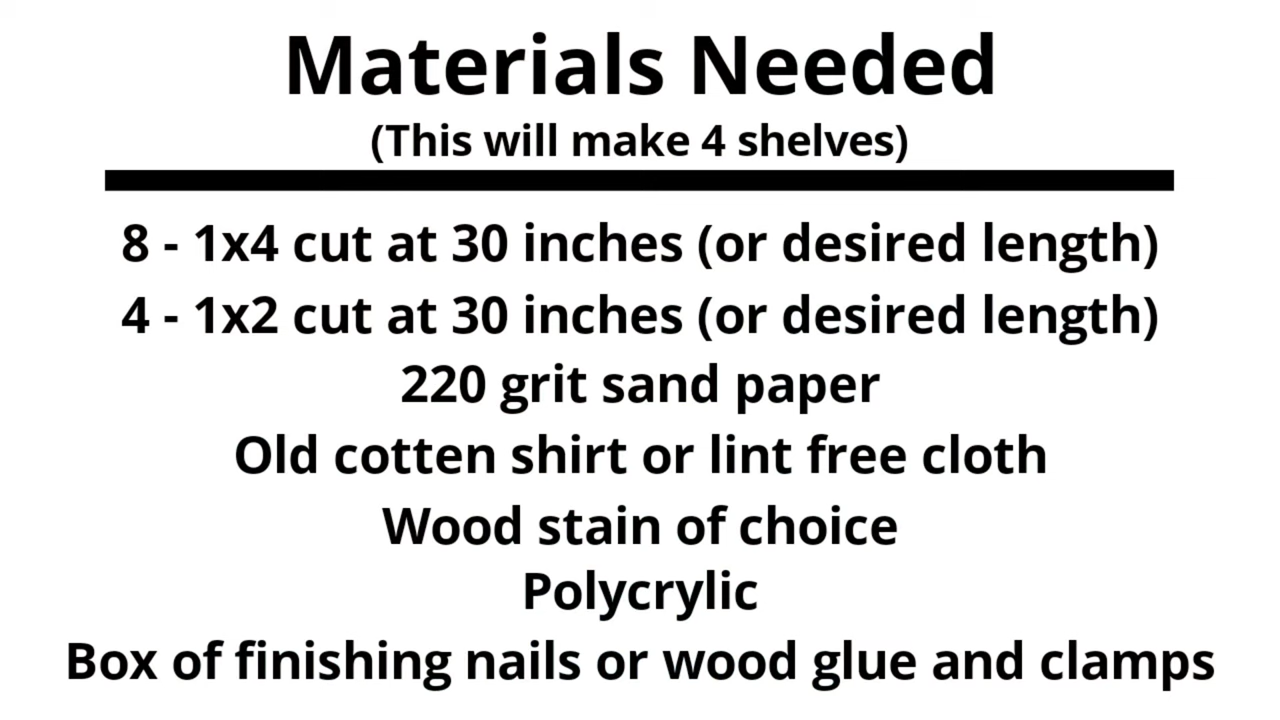 Materials Needed
(This will make 4 shelves)
8 - 1x4 cut at 30 inches (or desired length)
4 - 1x2 cut at 30 inches (or desired length)
220 grit sand paper
Old cotten shirt or lint free cloth
Wood stain of choice
Polycrylic
Box of finishing nails or wood glue and clamps